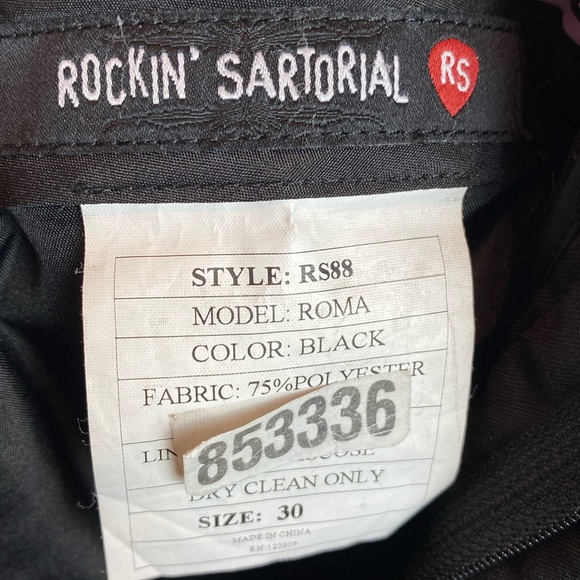 ROCKIN' SARTORIAL RS
STYLE: RS88
MODEL: ROMA
COLOR: BLACK
FABRIC: 75%POLYESTER
853336
DRY CLEAN ONLY
SIZE: 30
MADE IN CHINA